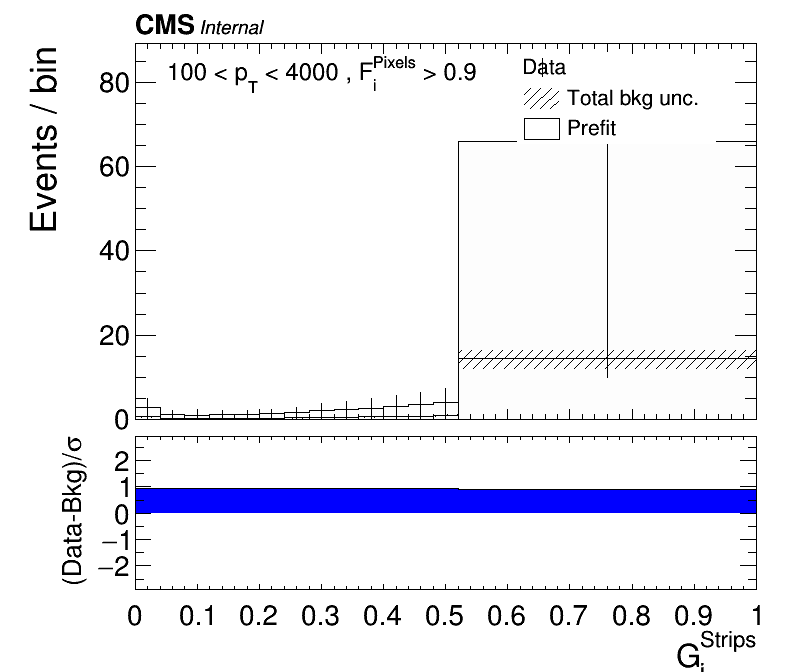 CMS Internal
100 < p_T < 4000 , F_i^Pixels > 0.9
Data
Total bkg unc.
Prefit
Events / bin
80
60
40
20
0
(Data-Bkg)/σ
2
1
0
−1
−2
0 0.1 0.2 0.3 0.4 0.5 0.6 0.7 0.8 0.9 1
G_i^Strips